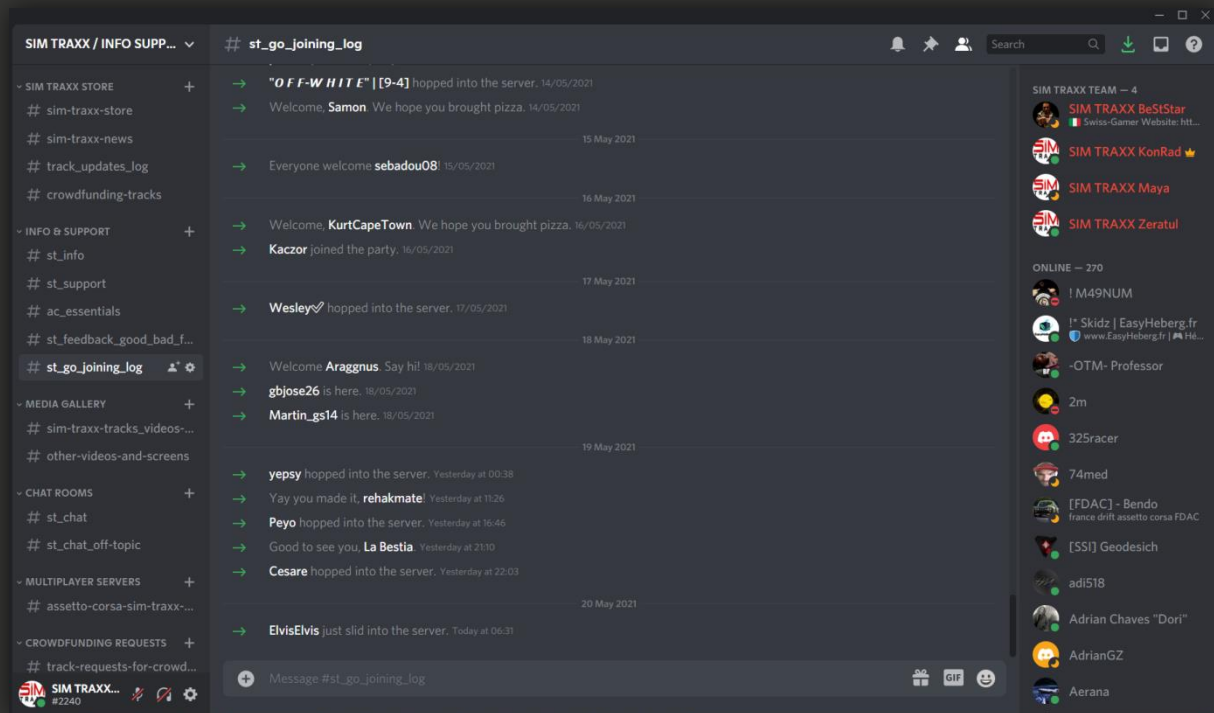 SIM TRAXX / INFO SUPP...
SIM TRAXX STORE
# sim-traxx-store
# sim-traxx-news
# track_updates_log
# crowdfunding-tracks
INFO & SUPPORT
# st_info
# st_support
# ac_essentials
# st_feedback_good_bad_f...
# st_go_joining_log
MEDIA GALLERY
# sim-traxx-tracks_videos-...
# other-videos-and-screens
CHAT ROOMS
# st_chat
# st_chat_off-topic
MULTIPLAYER SERVERS
# assetto-corsa-sim-traxx-...
CROWDFUNDING REQUESTS
# track-requests-for-crowd...
SIM TRAXX...
#2240
# st_go_joining_log
Search
"O F F-W H I T E" | [9-4] hopped into the server. 14/05/2021
Welcome, Samon. We hope you brought pizza. 14/05/2021
15 May 2021
Everyone welcome sebadou08! 15/05/2021
16 May 2021
Welcome, KurtCapeTown. We hope you brought pizza. 16/05/2021
Kaczor joined the party. 16/05/2021
17 May 2021
Wesley✅ hopped into the server. 17/05/2021
18 May 2021
Welcome Araggnus. Say hi! 18/05/2021
gbjose26 is here. 18/05/2021
Martin_gs14 is here. 18/05/2021
19 May 2021
yepsy hopped into the server. Yesterday at 00:38
Yay you made it, rehakmate! Yesterday at 11:26
Peyo hopped into the server. Yesterday at 16:46
Good to see you, La Bestia. Yesterday at 21:10
Cesare hopped into the server. Yesterday at 22:03
20 May 2021
ElvisElvis just slid into the server. Today at 06:31
Message #st_go_joining_log
GIF
SIM TRAXX TEAM — 4
SIM TRAXX BeStStar
Swiss-Gamer Website: htt...
SIM TRAXX KonRad
SIM TRAXX Maya
SIM TRAXX Zeratul
ONLINE — 270
! M49NUM
!* Skidz | EasyHeberg.fr
www.EasyHeberg.fr | 🎮 Hé...
-OTM- Professor
2m
325racer
74med
[FDAC] - Bendo
france drift assetto corsa FDAC
[SSI] Geodesich
adi518
Adrian Chaves "Dori"
AdrianGZ
Aerana